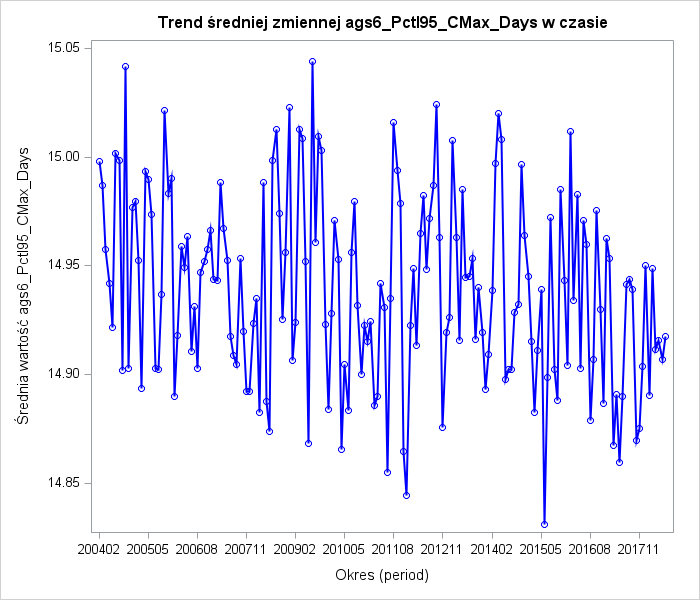 Trend średniej zmiennej ags6_Pctl95_CMax_Days w czasie
Średnia wartość ags6_Pctl95_CMax_Days
15.05
15.00
14.95
14.90
14.85
200402 200505 200608 200711 200902 201005 201108 201211 201402 201505 201608 201711
Okres (period)